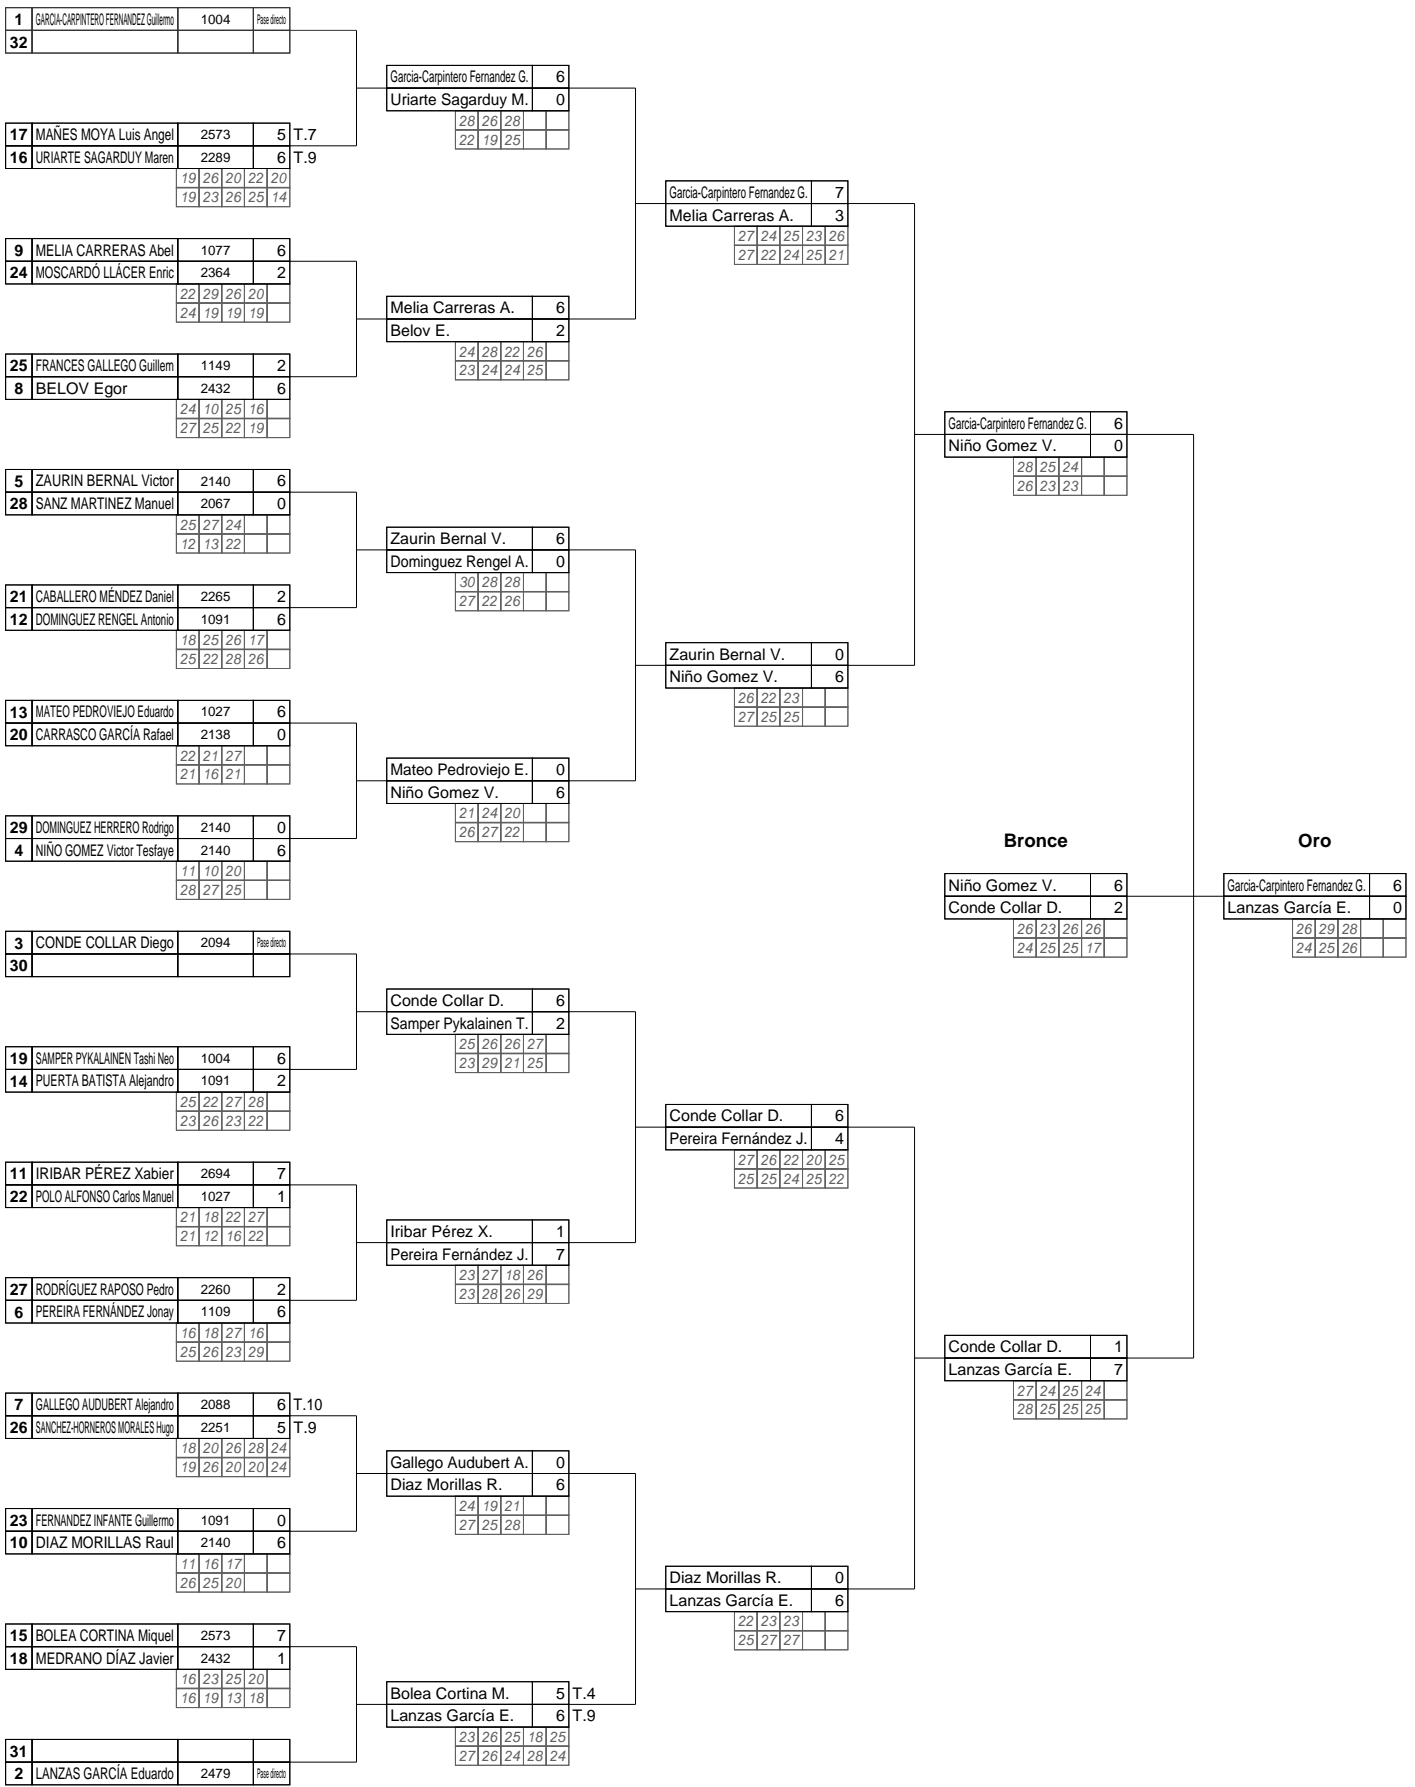 1 GARCIA-CARPINTERO FERNANDEZ Guillermo 1004 Pase directo
32
17 MAÑES MOYA Luis Angel 2573 5 T.7
16 URIARTE SAGARDUY Maren 2289 6 T.9
19 26 20 22 20
19 23 26 25 14
9 MELIA CARRERAS Abel 1077 6
24 MOSCARDÓ LLÁCER Enric 2364 2
22 29 26 20
24 19 19 19
25 FRANCES GALLEGO Guillem 1149 2
8 BELOV Egor 2432 6
24 10 25 16
27 25 22 19
5 ZAURIN BERNAL Victor 2140 6
28 SANZ MARTINEZ Manuel 2067 0
25 27 24
12 13 22
21 CABALLERO MÉNDEZ Daniel 2265 2
12 DOMINGUEZ RENGEL Antonio 1091 6
18 25 26 17
25 22 28 26
13 MATEO PEDROVIEJO Eduardo 1027 6
20 CARRASCO GARCÍA Rafael 2138 0
22 21 27
21 16 21
29 DOMINGUEZ HERRERO Rodrigo 2140 0
4 NIÑO GOMEZ Victor Tesfaye 2140 6
11 10 20
28 27 25
3 CONDE COLLAR Diego 2094 Pase directo
30
19 SAMPER PYKALAINEN Tashi Neo 1004 6
14 PUERTA BATISTA Alejandro 1091 2
25 22 27 28
23 26 23 22
11 IRIBAR PÉREZ Xabier 2694 7
22 POLO ALFONSO Carlos Manuel 1027 1
21 18 22 27
21 12 16 22
27 RODRÍGUEZ RAPOSO Pedro 2260 2
6 PEREIRA FERNÁNDEZ Jonay 1109 6
16 18 27 16
25 26 23 29
7 GALLEGO AUDUBERT Alejandro 2088 6 T.10
26 SANCHEZ-HORNEROS MORALES Hugo 2251 5 T.9
18 20 26 28 24
19 26 20 20 24
23 FERNANDEZ INFANTE Guillermo 1091 0
10 DIAZ MORILLAS Raul 2140 6
11 16 17
26 25 20
15 BOLEA CORTINA Miquel 2573 7
18 MEDRANO DÍAZ Javier 2432 1
16 23 25 20
16 19 13 18
31
2 LANZAS GARCÍA Eduardo 2479 Pase directo
Garcia-Carpintero Fernandez G. 6
Uriarte Sagarduy M. 0
28 26 28
22 19 25
Melia Carreras A. 6
Belov E. 2
24 28 22 26
23 24 24 25
Zaurin Bernal V. 6
Dominguez Rengel A. 0
30 28 28
27 22 26
Mateo Pedroviejo E. 0
Niño Gomez V. 6
21 24 20
26 27 22
Conde Collar D. 6
Samper Pykalainen T. 2
25 26 26 27
23 29 21 25
Iribar Pérez X. 1
Pereira Fernández J. 7
23 27 18 26
23 28 26 29
Gallego Audubert A. 0
Diaz Morillas R. 6
24 19 21
27 25 28
Bolea Cortina M. 5 T.4
Lanzas García E. 6 T.9
23 26 25 18 25
27 26 24 28 24
Garcia-Carpintero Fernandez G. 7
Melia Carreras A. 3
27 24 25 23 26
27 22 24 25 21
Zaurin Bernal V. 0
Niño Gomez V. 6
26 22 23
27 25 25
Conde Collar D. 6
Pereira Fernández J. 4
27 26 22 20 25
25 25 24 25 22
Diaz Morillas R. 0
Lanzas García E. 6
22 23 23
25 27 27
Garcia-Carpintero Fernandez G. 6
Niño Gomez V. 0
28 25 24
26 23 23
Conde Collar D. 1
Lanzas García E. 7
27 24 25 24
28 25 25 25
Bronce
Niño Gomez V. 6
Conde Collar D. 2
26 23 26 26
24 25 25 17
Oro
Garcia-Carpintero Fernandez G. 6
Lanzas García E. 0
26 29 28
24 25 26